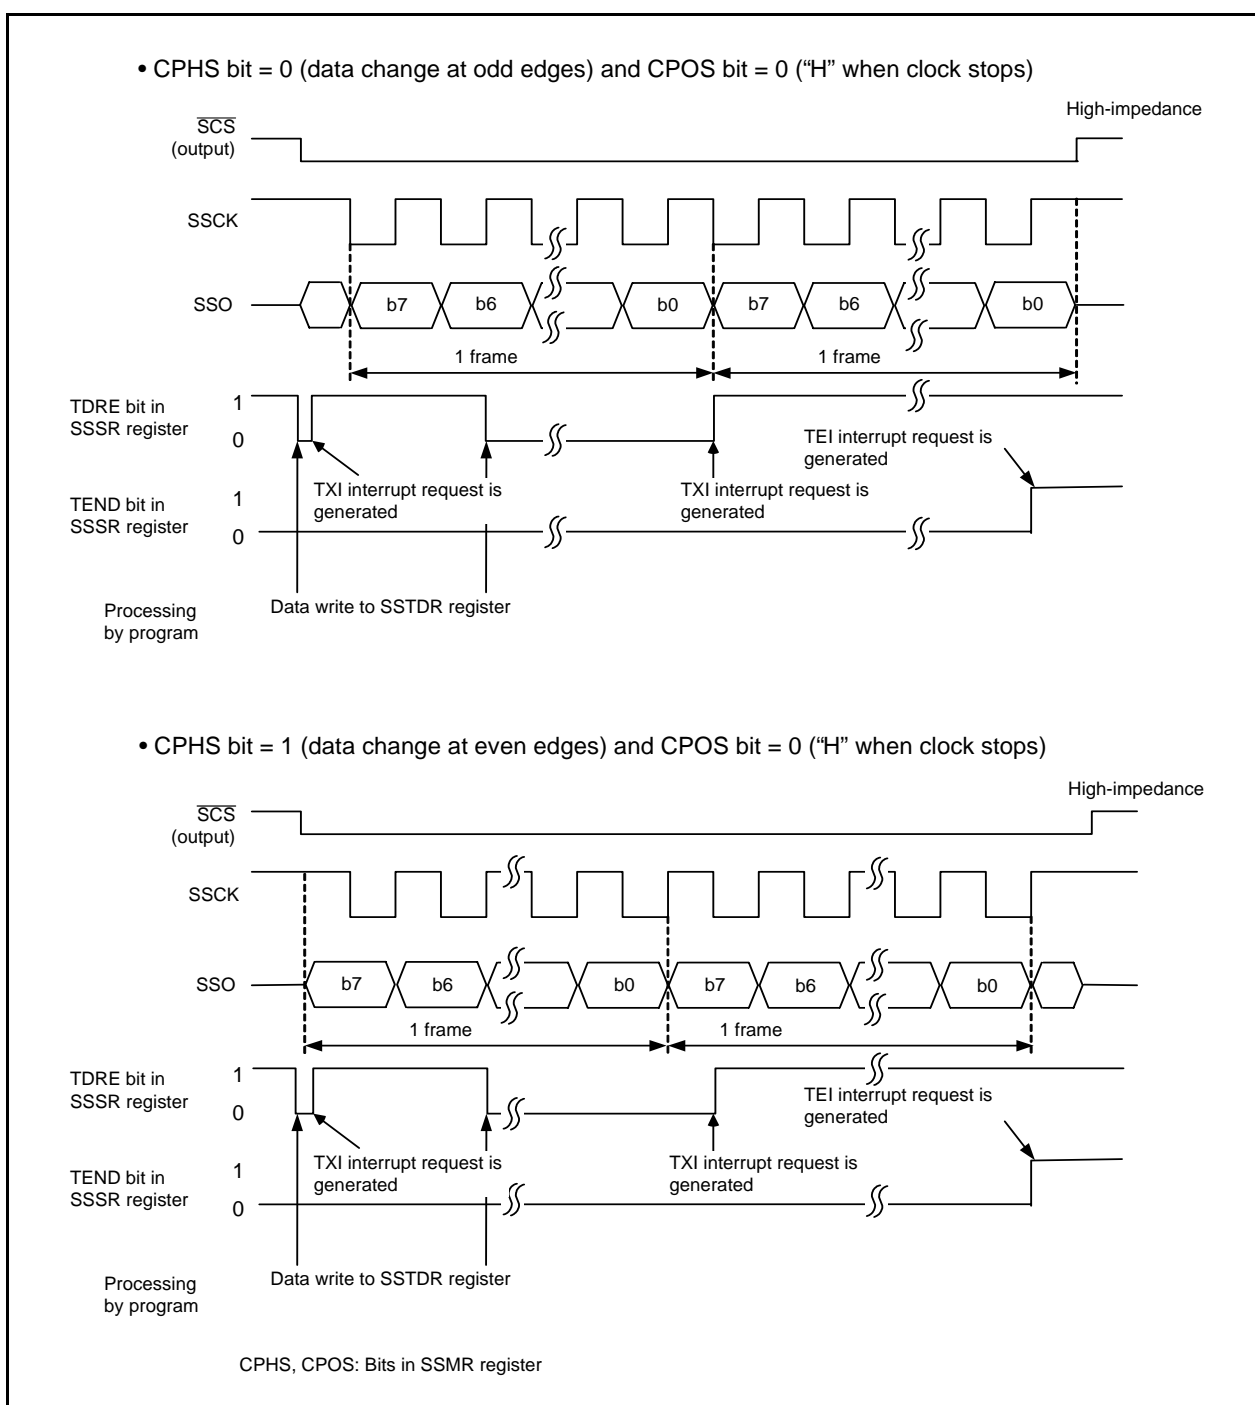 • CPHS bit = 0 (data change at odd edges) and CPOS bit = 0 (“H” when clock stops)
High-impedance
SCS
(output)
SSCK
SSO
b7
b6
b0
b7
b6
b0
1 frame
1 frame
TDRE bit in
SSSR register
1
0
TEI interrupt request is
generated
TXI interrupt request is
generated
TXI interrupt request is
generated
TEND bit in
SSSR register
1
0
Processing
by program
Data write to SSTDR register
• CPHS bit = 1 (data change at even edges) and CPOS bit = 0 (“H” when clock stops)
High-impedance
SCS
(output)
SSCK
SSO
b7
b6
b0
b7
b6
b0
1 frame
1 frame
TDRE bit in
SSSR register
1
0
TEI interrupt request is
generated
TXI interrupt request is
generated
TXI interrupt request is
generated
TEND bit in
SSSR register
1
0
Processing
by program
Data write to SSTDR register
CPHS, CPOS: Bits in SSMR register